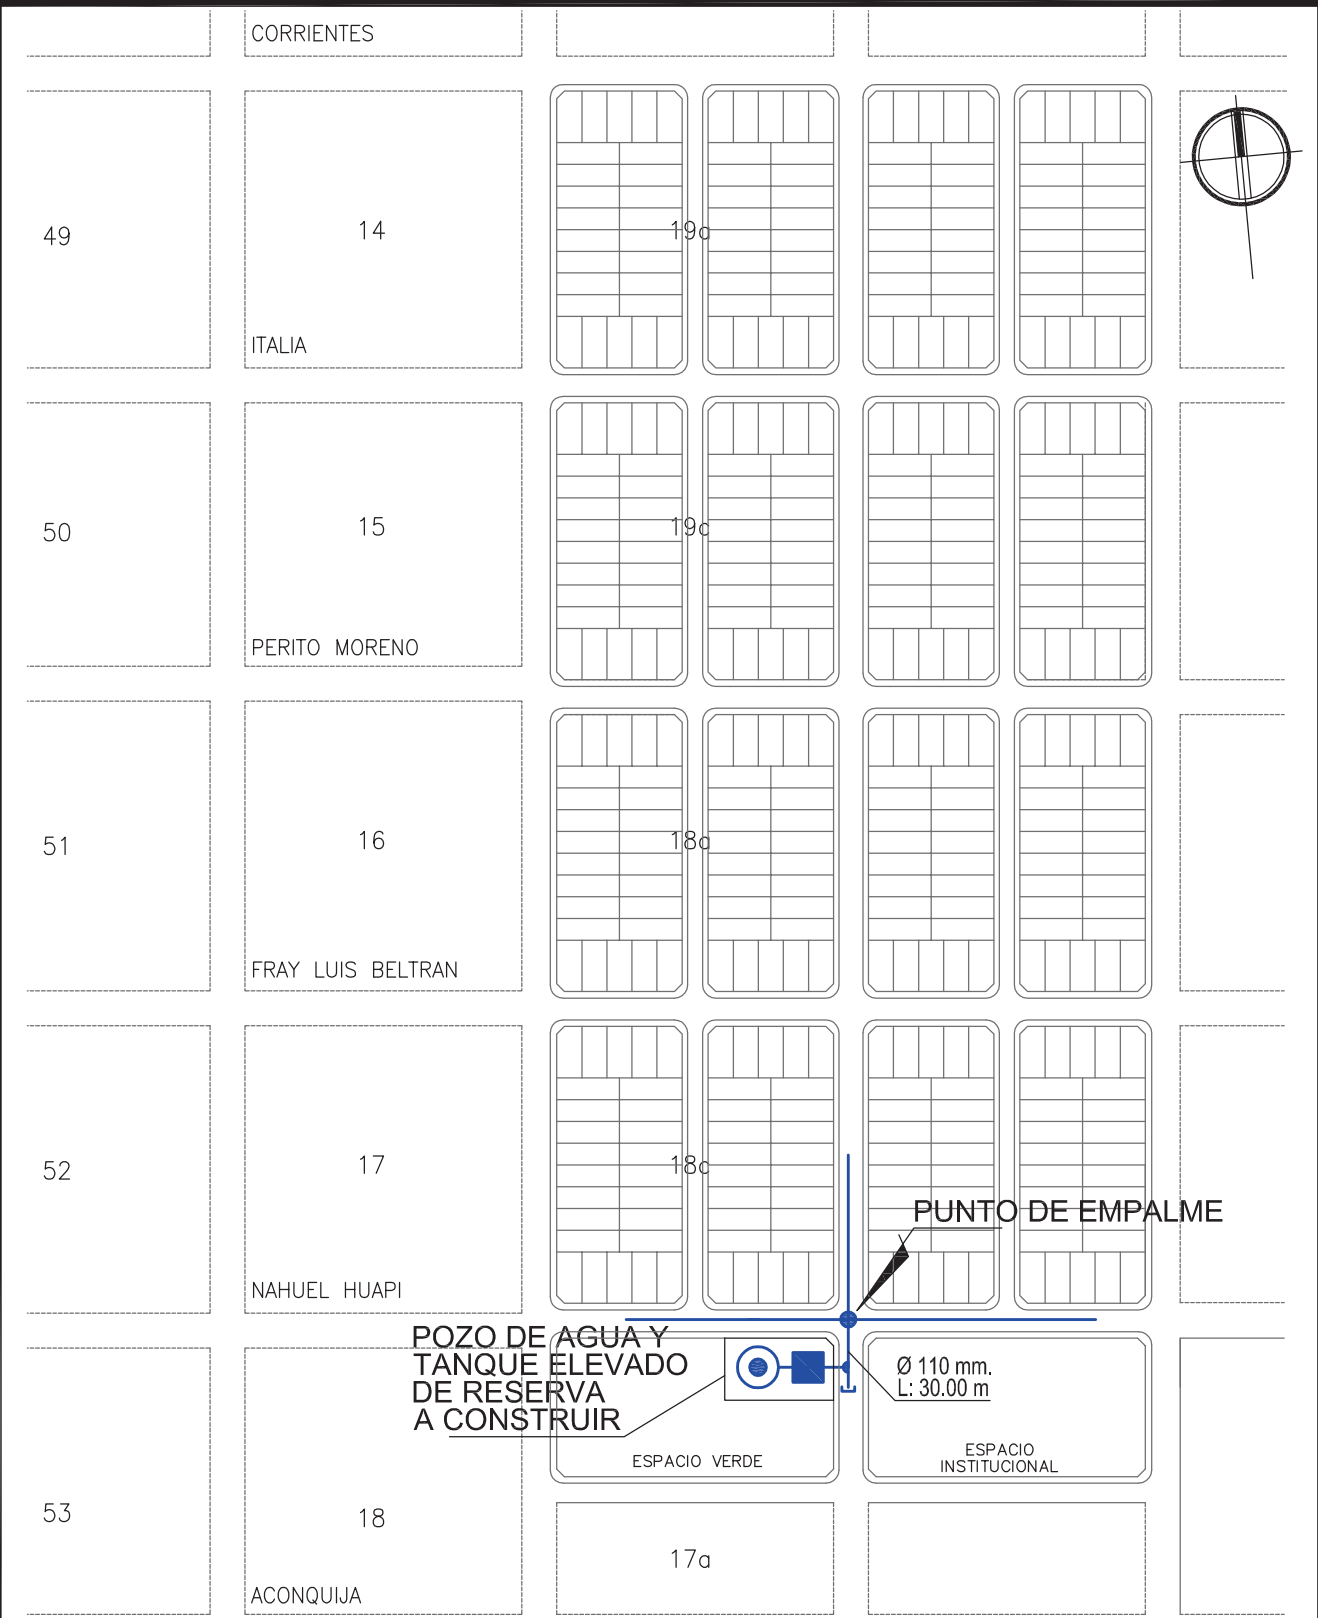 CORRIENTES
49
14
19a
ITALIA
50
15
19c
PERITO MORENO
51
16
18a
FRAY LUIS BELTRAN
52
17
18c
PUNTO DE EMPALME
NAHUEL HUAPI
POZO DE AGUA Y
TANQUE ELEVADO
DE RESERVA
A CONSTRUIR
Ø 110 mm.
L: 30.00 m
ESPACIO VERDE
ESPACIO
INSTITUCIONAL
53
18
17a
ACONQUIJA